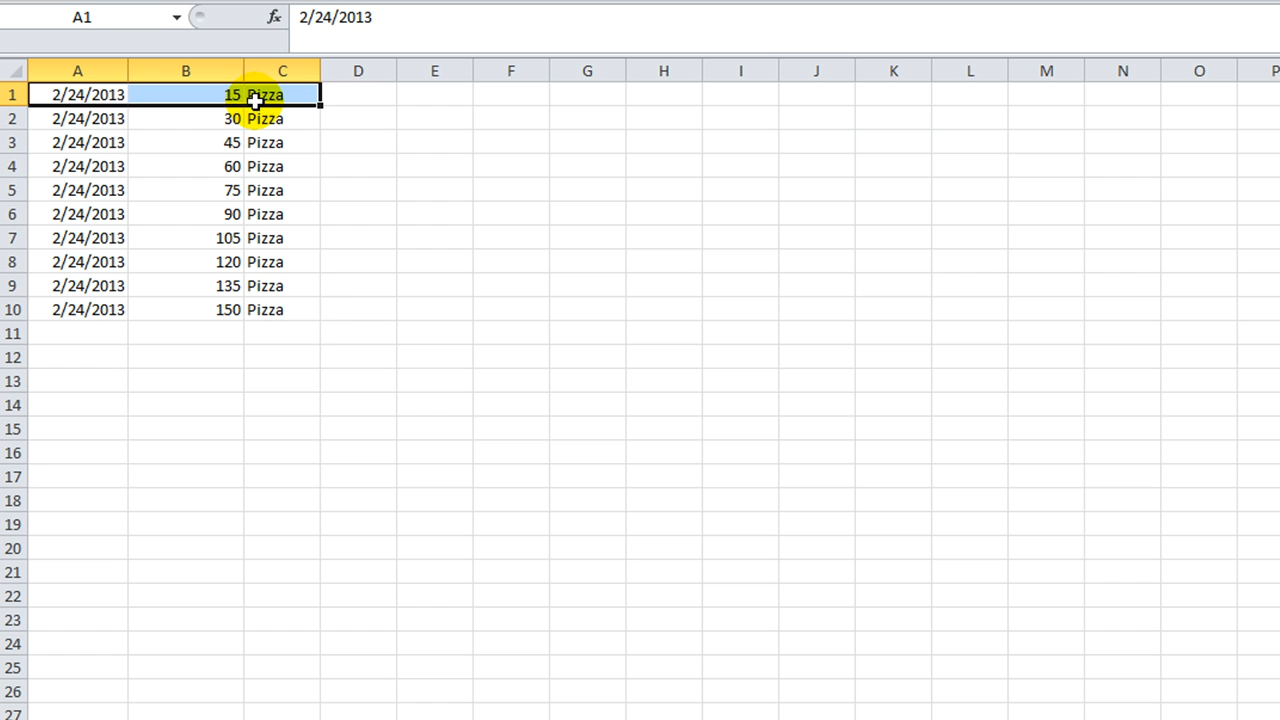 A1 fx 2/24/2013
A B C D E F G H I J K L M N O P
1 2/24/2013 15 Pizza
2 2/24/2013 30 Pizza
3 2/24/2013 45 Pizza
4 2/24/2013 60 Pizza
5 2/24/2013 75 Pizza
6 2/24/2013 90 Pizza
7 2/24/2013 105 Pizza
8 2/24/2013 120 Pizza
9 2/24/2013 135 Pizza
10 2/24/2013 150 Pizza
11
12
13
14
15
16
17
18
19
20
21
22
23
24
25
26
27